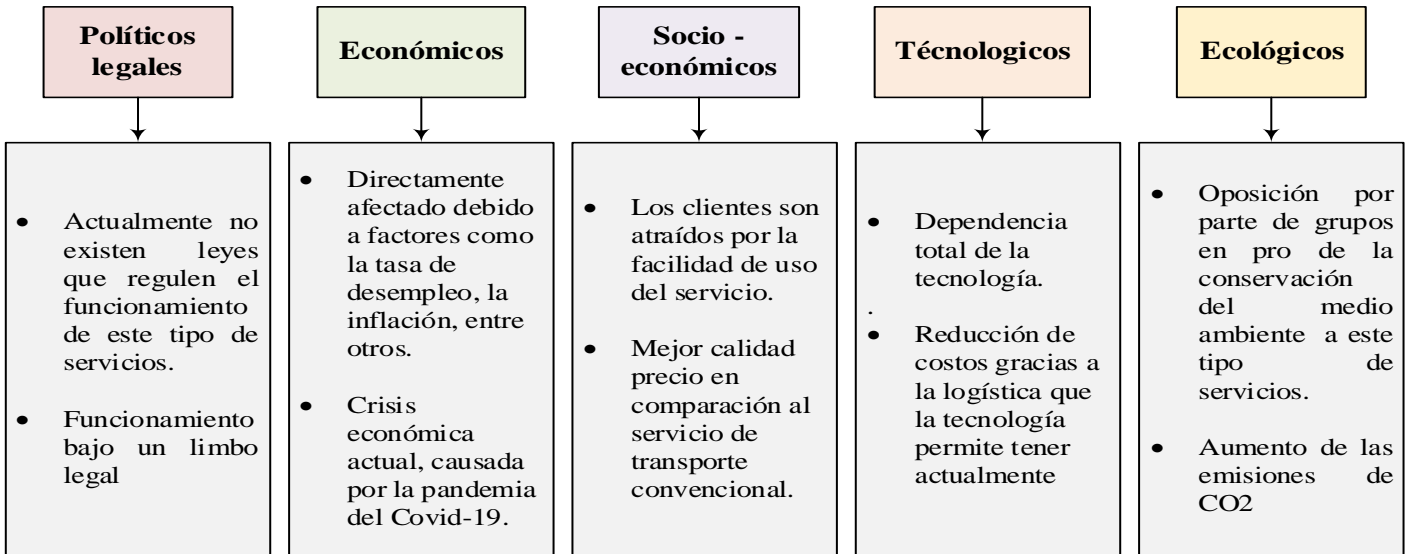 Políticos
legales
Económicos
Socio -
económicos
Técnologicos
Ecológicos
• Actualmente no
existen leyes
que regulen el
funcionamiento
de este tipo de
servicios.
• Funcionamiento
bajo un limbo
legal
• Directamente
afectado debido
a factores como
la tasa de
desempleo, la
inflación, entre
otros.
• Crisis
económica
actual, causada
por la pandemia
del Covid-19.
• Los clientes son
atraídos por la
facilidad de uso
del servicio.
• Mejor calidad
precio en
comparación al
servicio de
transporte
convencional.
• Dependencia
total de la
tecnología.
.
• Reducción de
costos gracias a
la logística que
la tecnología
permite tener
actualmente
• Oposición por
parte de grupos
en pro de la
conservación
del medio
ambiente a este
tipo de
servicios.
• Aumento de las
emisiones de
CO2